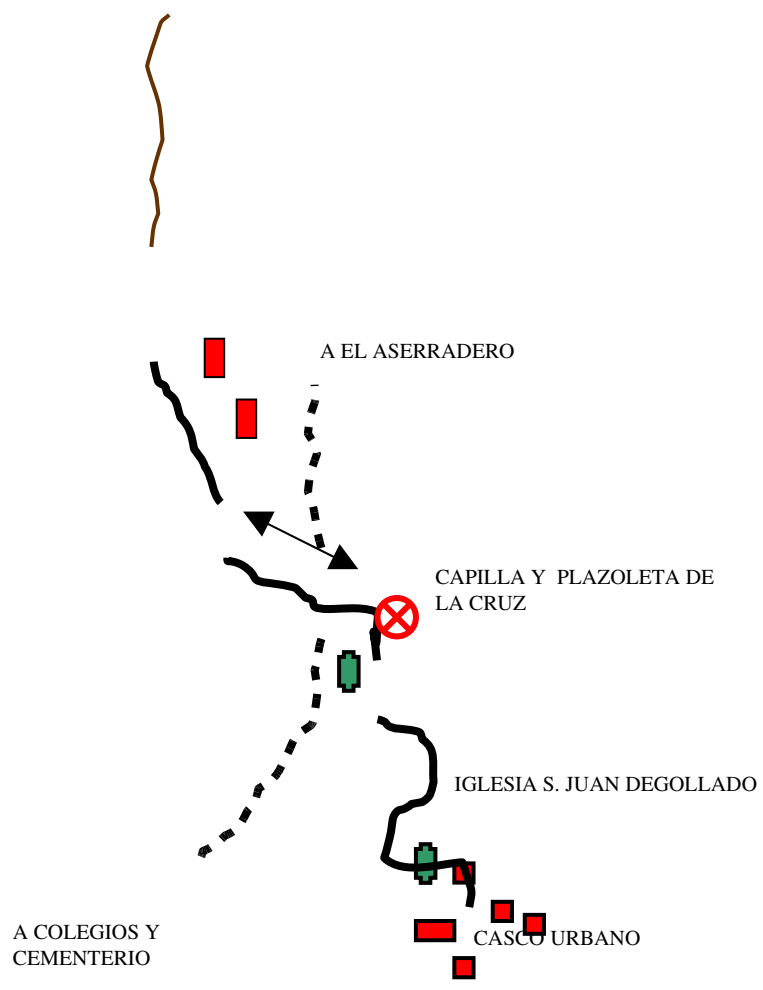 A EL ASERRADERO
CAPILLA Y PLAZOLETA DE
LA CRUZ
IGLESIA S. JUAN DEGOLLADO
A COLEGIOS Y
CEMENTERIO
CASCO URBANO